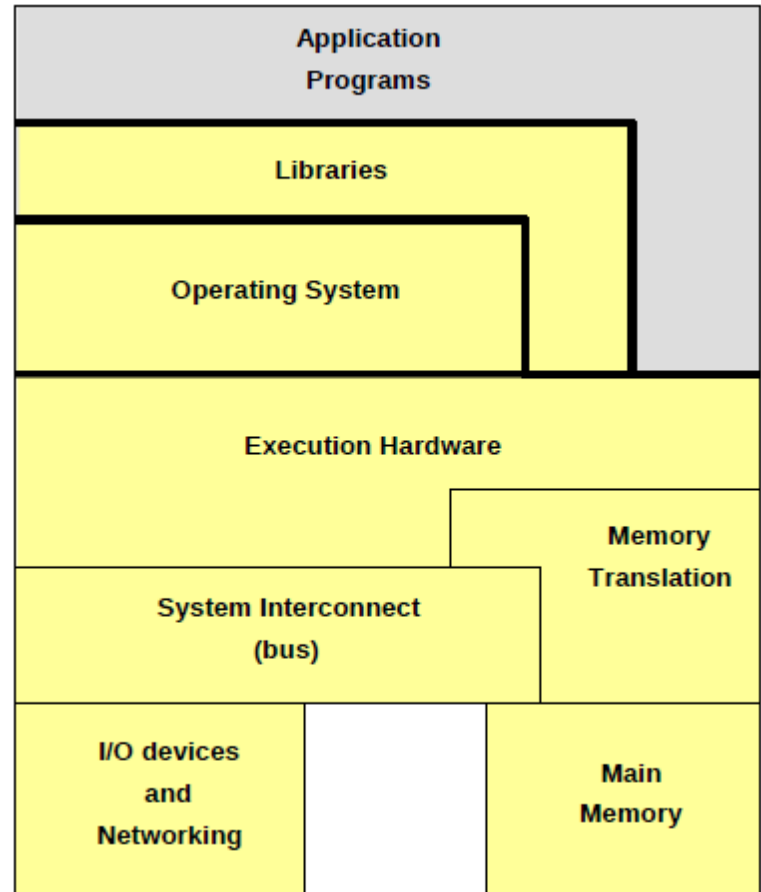 Application
Programs
Libraries
Operating System
Execution Hardware
Memory
Translation
System Interconnect
(bus)
I/O devices
and
Networking
Main
Memory